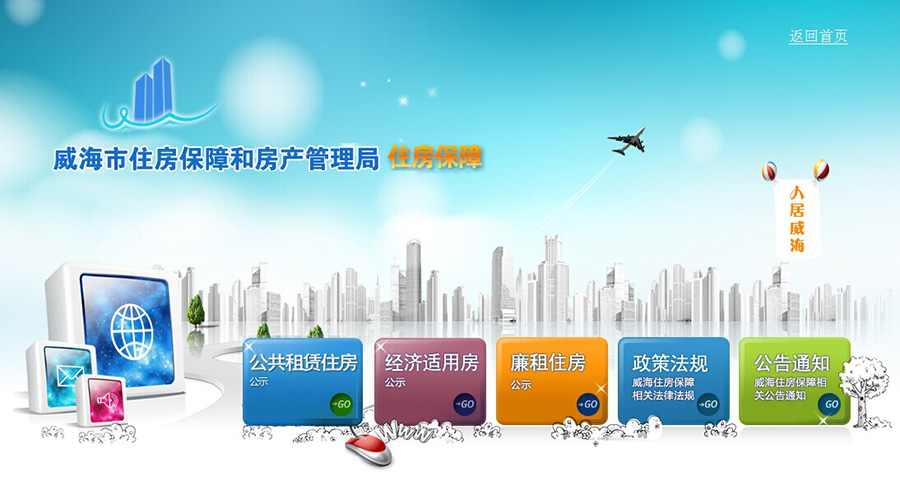 返回首页
威海市住房保障和房产管理局 住房保障
人居威海
公共租赁住房
公示
GO
经济适用房
公示
GO
廉租住房
公示
GO
政策法规
威海住房保障
相关法律法规
GO
公告通知
威海住房保障相
关公告通知
GO